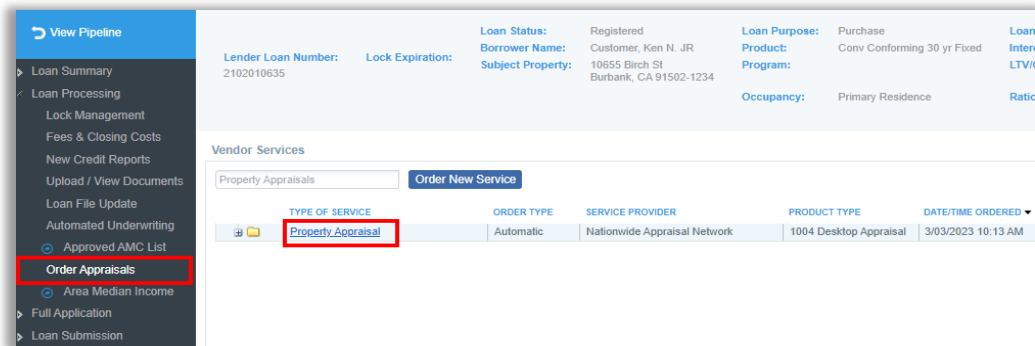 View Pipeline
Loan Summary
Loan Processing
Lock Management
Fees & Closing Costs
New Credit Reports
Upload / View Documents
Loan File Update
Automated Underwriting
Approved AMC List
Order Appraisals
Area Median Income
Full Application
Loan Submission
Lender Loan Number:
2102010635
Lock Expiration:
Loan Status: Registered
Borrower Name: Customer, Ken N. JR
Subject Property: 10655 Birch St
Burbank, CA 91502-1234
Loan Purpose: Purchase
Product: Conv Conforming 30 yr Fixed
Program:
Occupancy: Primary Residence
Loan
LTV/
Vendor Services
Property Appraisals Order New Service
TYPE OF SERVICE ORDER TYPE SERVICE PROVIDER PRODUCT TYPE DATE/TIME ORDERED
Property Appraisal Automatic Nationwide Appraisal Network 1004 Desktop Appraisal 3/03/2023 10:13 AM